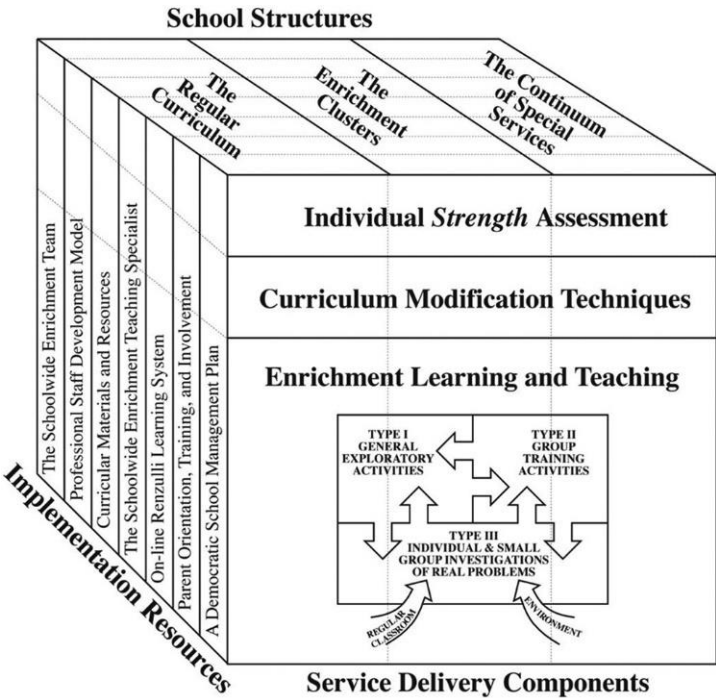 School Structures
The
Regular
Curriculum
The
Enrichment
Clusters
The Continuum
of Special
Services
Individual Strength Assessment
Curriculum Modification Techniques
Enrichment Learning and Teaching
TYPE I
GENERAL
EXPLORATORY
ACTIVITIES
TYPE II
GROUP
TRAINING
ACTIVITIES
TYPE III
INDIVIDUAL & SMALL
GROUP INVESTIGATIONS
OF REAL PROBLEMS
REGULAR
CLASSROOM
ENVIRONMENT
The Schoolwide Enrichment Team
Professional Staff Development Model
Curricular Materials and Resources
The Schoolwide Enrichment Teaching Specialist
On-line Renzulli Learning System
Parent Orientation, Training, and Involvement
A Democratic School Management Plan
Implementation Resources
Service Delivery Components